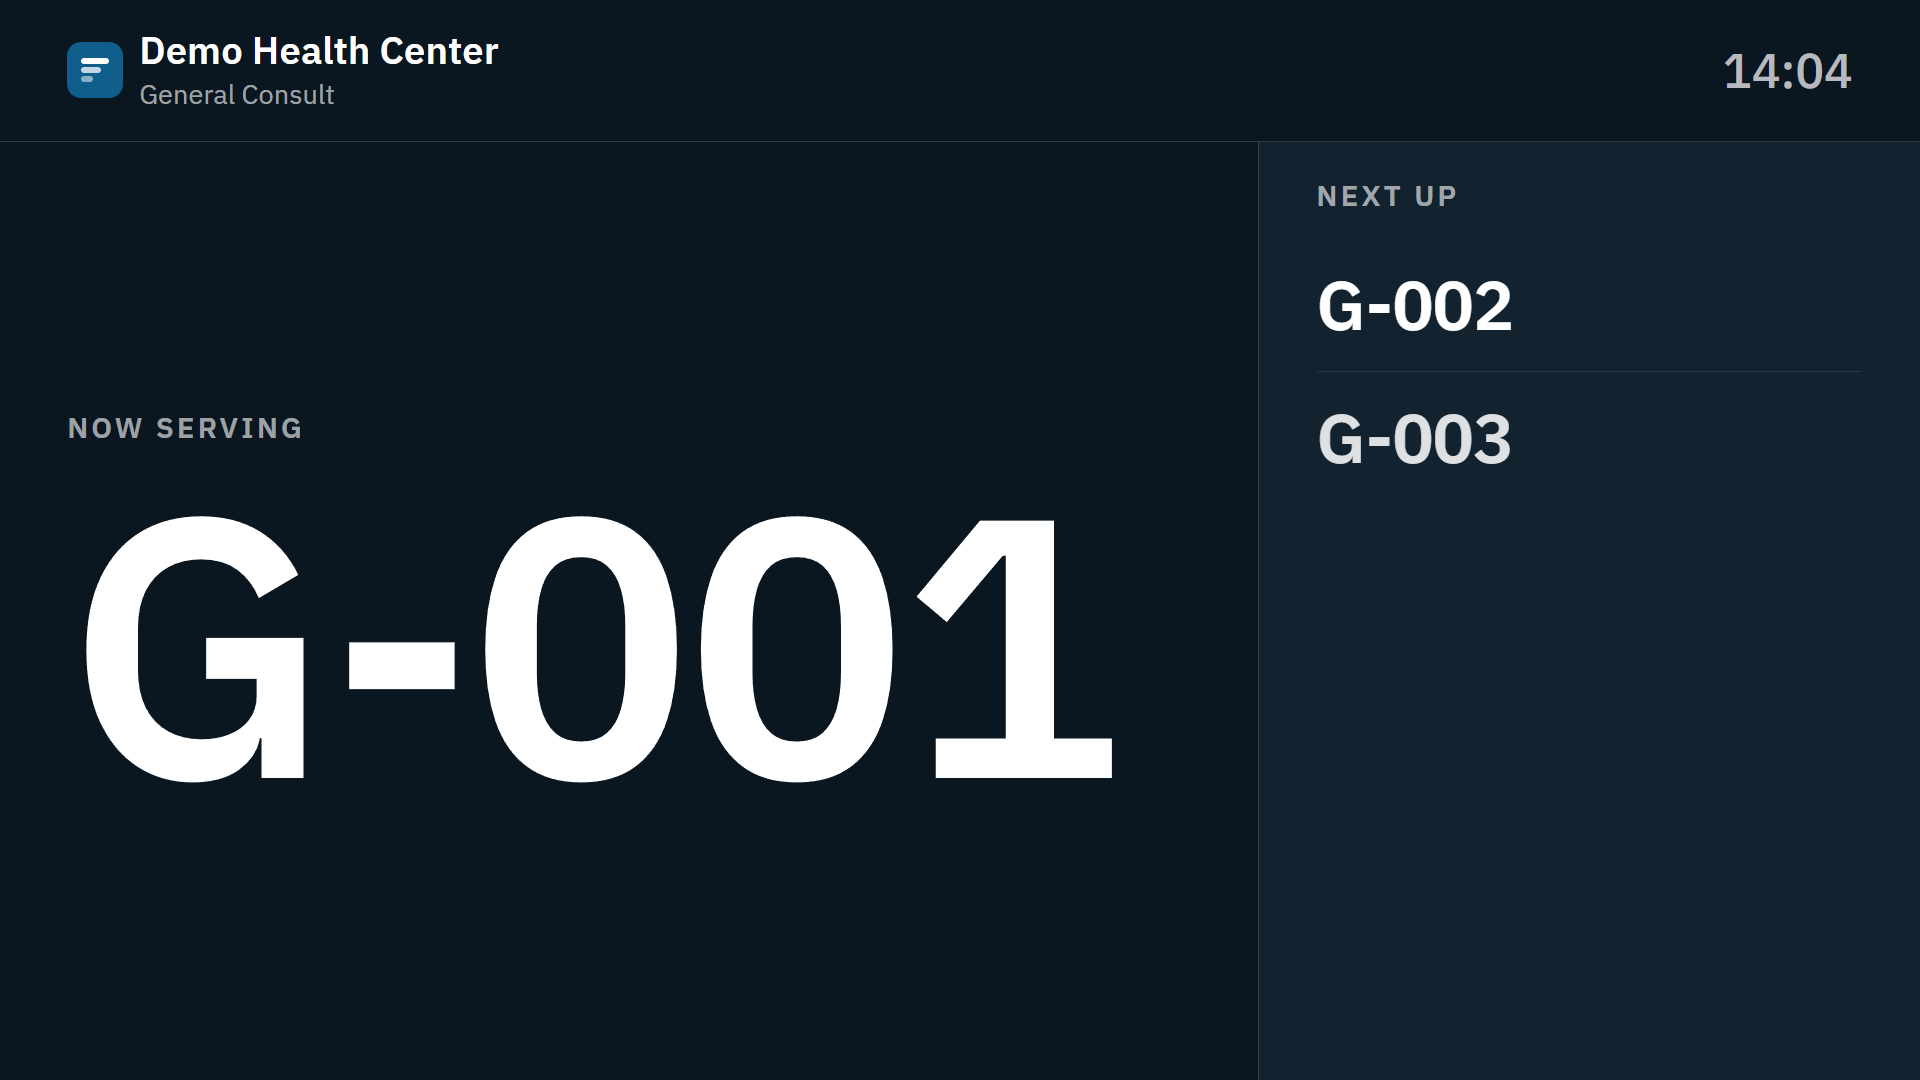 Demo Health Center
General Consult
14:04
NOW SERVING
G-001
NEXT UP
G-002
G-003